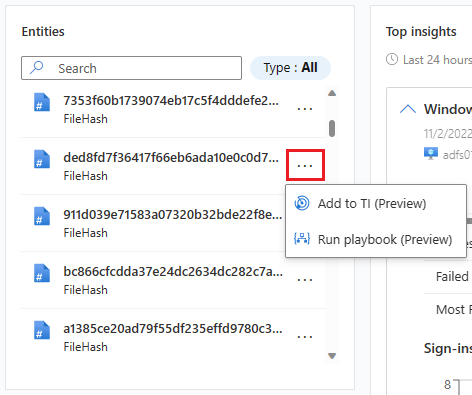 Entities
Search
Type : All
7353f60b1739074eb17c5f4dddefe2...
FileHash
ded8fd7f36417f66eb6ada10e0c0d7...
FileHash
911d039e71583a07320b32bde22f8e...
FileHash
bc866cfcdda37e24dc2634dc282c7a...
FileHash
a1385ce20ad79f55df235effd9780c3...
FileHash
Add to TI (Preview)
Run playbook (Preview)
Top insights
Last 24 hours
Window
11/2/2022
adfs01
Failed
Most F
Sign-ins
8